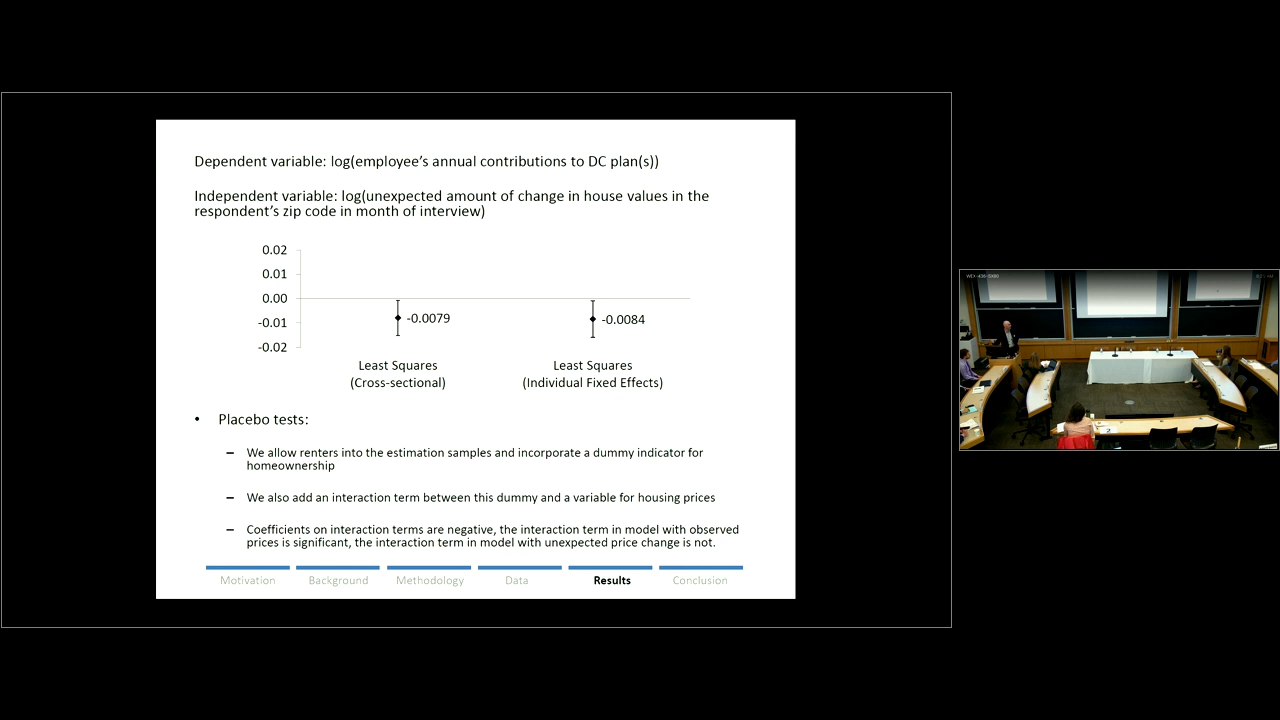 Dependent variable: log(employee’s annual contributions to DC plan(s))
Independent variable: log(unexpected amount of change in house values in the
respondent’s zip code in month of interview)
0.02
0.01
0.00
-0.01
-0.02
-0.0079
-0.0084
Least Squares
(Cross-sectional)
Least Squares
(Individual Fixed Effects)
• Placebo tests:
– We allow renters into the estimation samples and incorporate a dummy indicator for
homeownership
– We also add an interaction term between this dummy and a variable for housing prices
– Coefficients on interaction terms are negative, the interaction term in model with observed
prices is significant, the interaction term in model with unexpected price change is not.
Motivation Background Methodology Data Results Conclusion